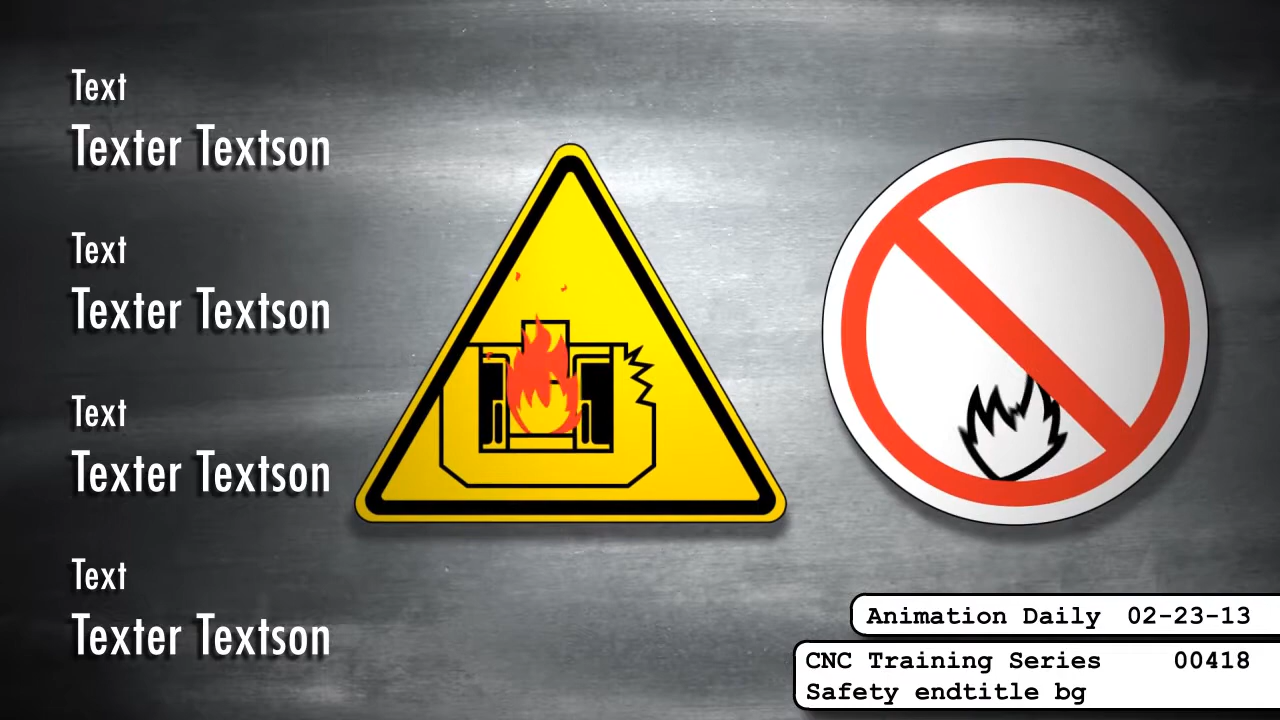 Text
Texter Textson
Text
Texter Textson
Text
Texter Textson
Text
Texter Textson
Animation Daily 02-23-13
CNC Training Series 00418
Safety endtitle bg